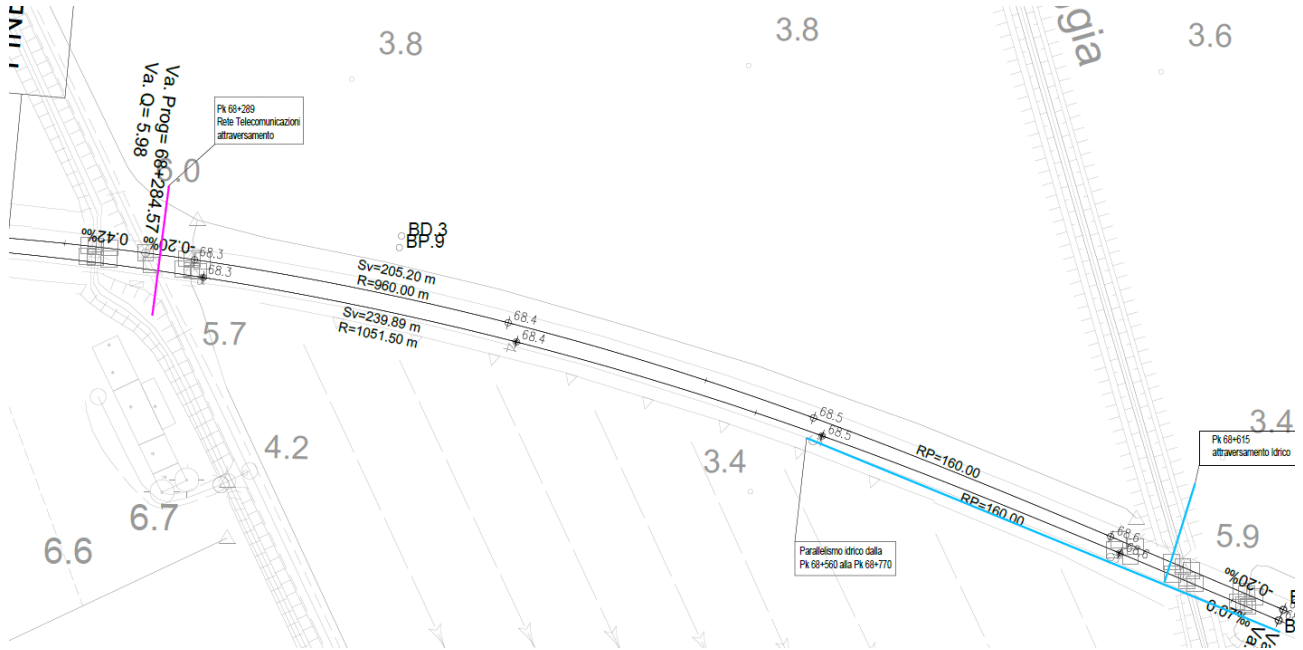 3.8
3.8
3.6
ggia
Pk 68+289
Rete Telecomunicazioni
attraversamento
Va. Prog= 68+284.57
Va. Q= 5.98
6.0
0.42‰
-0.20‰
68.3
68.3
BD.3
BP.9
Sv=205.20 m
R=960.00 m
Sv=239.89 m
R=1051.50 m
5.7
68.4
68.4
4.2
3.4
68.5
68.5
RP=160.00
RP=160.00
3.4
Pk 68+615
attraversamento Idrico
6.7
6.6
Parallelismo idrico dalla
Pk 68+560 alla Pk 68+770
68.6
68.6
5.9
-0.20‰
0.07‰
Va.
Va
B